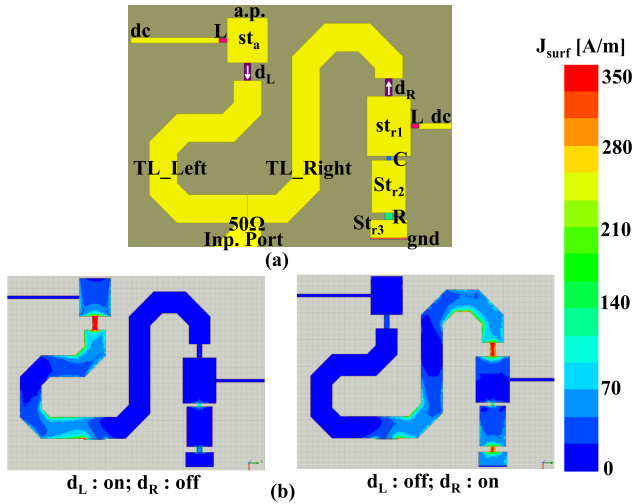 a.p.
dc
L
st_a
d_L
d_R
L
dc
st_r1
C
TL_Left
TL_Right
St_r2
50Ω
St_r3
R
Inp. Port
gnd
(a)
J_surf [A/m]
350
280
210
140
70
0
d_L : on; d_R : off
(b)
d_L : off; d_R : on